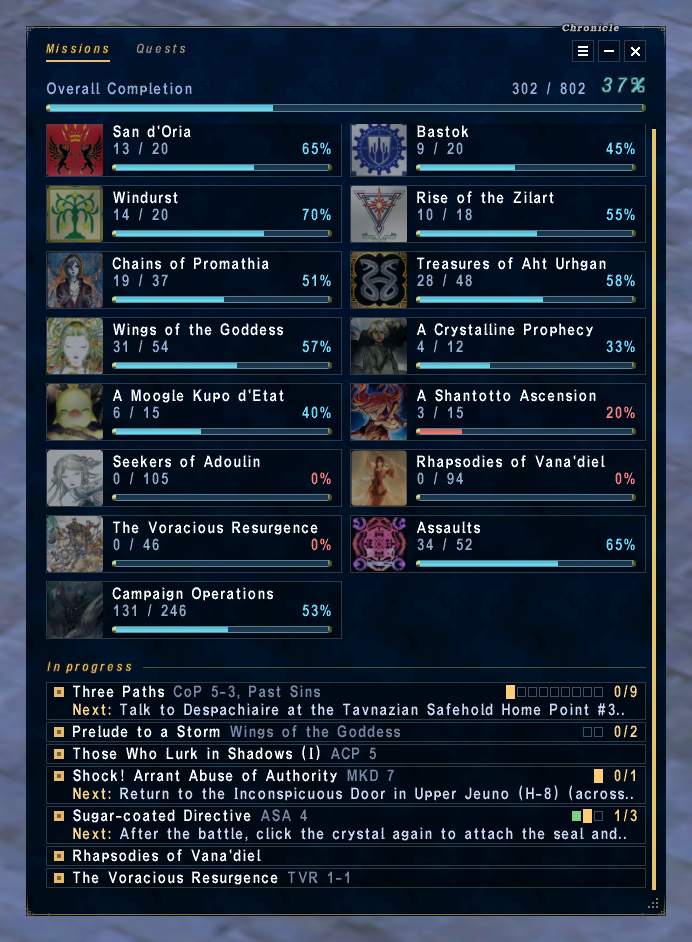 Chronicle
Missions Quests
Overall Completion 302 / 802 37%
San d'Oria
13 / 20 65%
Bastok
9 / 20 45%
Windurst
14 / 20 70%
Rise of the Zilart
10 / 18 55%
Chains of Promathia
19 / 37 51%
Treasures of Aht Urhgan
28 / 48 58%
Wings of the Goddess
31 / 54 57%
A Crystalline Prophecy
4 / 12 33%
A Moogle Kupo d'Etat
6 / 15 40%
A Shantotto Ascension
3 / 15 20%
Seekers of Adoulin
0 / 105 0%
Rhapsodies of Vana'diel
0 / 94 0%
The Voracious Resurgence
0 / 46 0%
Assaults
34 / 52 65%
Campaign Operations
131 / 246 53%
In progress
Three Paths CoP 5-3, Past Sins 0/9
Next: Talk to Despachiaire at the Tavnazian Safehold Home Point #3..
Prelude to a Storm Wings of the Goddess 0/2
Those Who Lurk in Shadows (I) ACP 5
Shock! Arrant Abuse of Authority MKD 7 0/1
Next: Return to the Inconspicuous Door in Upper Jeuno (H-8) (across..
Sugar-coated Directive ASA 4 1/3
Next: After the battle, click the crystal again to attach the seal and..
Rhapsodies of Vana'diel
The Voracious Resurgence TVR 1-1